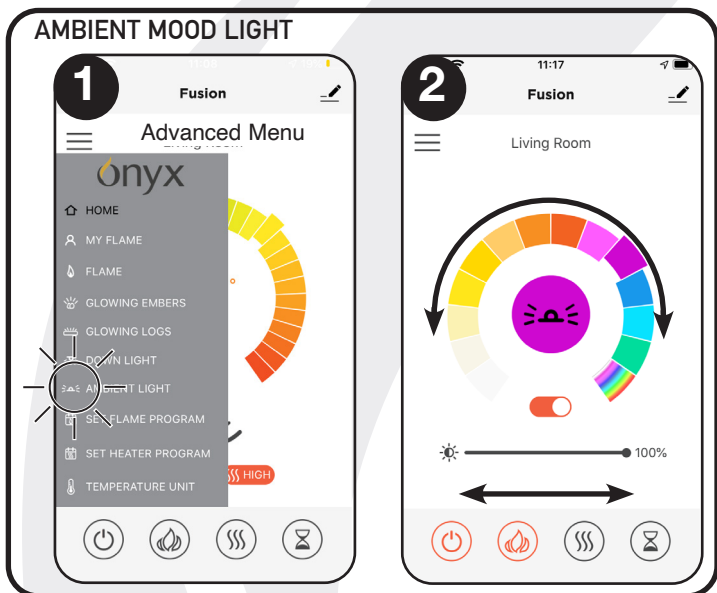 AMBIENT MOOD LIGHT
1
Fusion
Advanced Menu
onyx
HOME
MY FLAME
FLAME
GLOWING EMBERS
GLOWING LOGS
DOWN LIGHT
AMBIENT LIGHT
SET FLAME PROGRAM
SET HEATER PROGRAM
TEMPERATURE UNIT
HIGH
2
11:17
Fusion
Living Room
100%